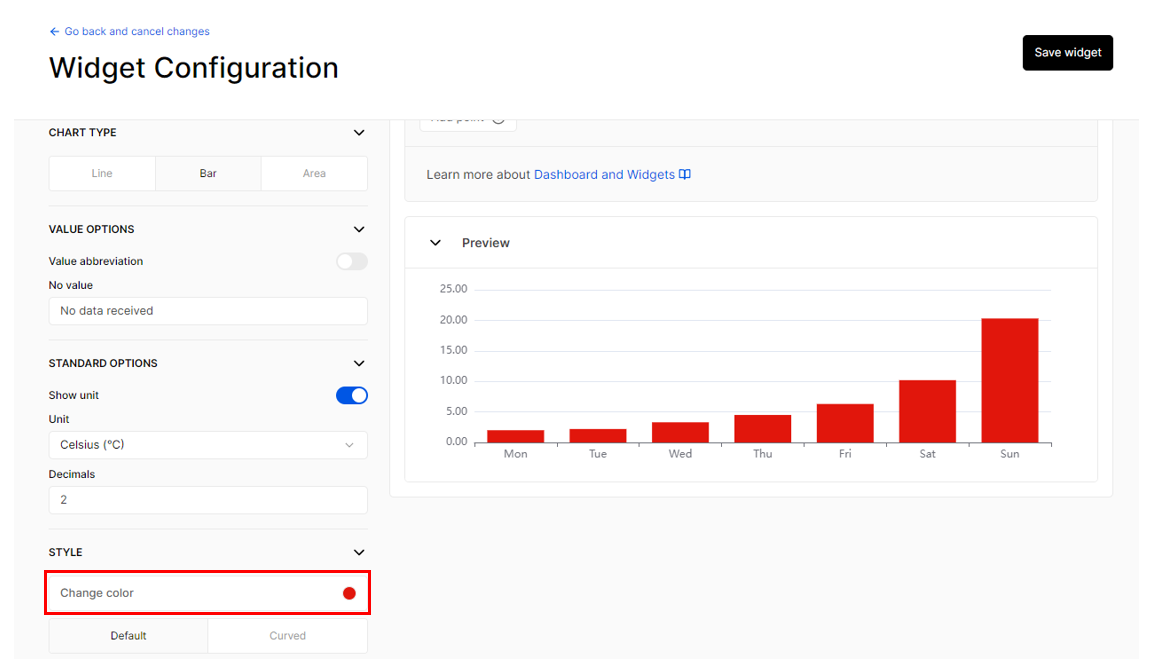 Go back and cancel changes
Widget Configuration
Save widget
CHART TYPE
Line Bar Area
VALUE OPTIONS
Value abbreviation
No value
No data received
STANDARD OPTIONS
Show unit
Unit
Celsius (°C)
Decimals
2
STYLE
Change color
Default Curved
Learn more about Dashboard and Widgets
Preview
25.00
20.00
15.00
10.00
5.00
0.00
Mon Tue Wed Thu Fri Sat Sun